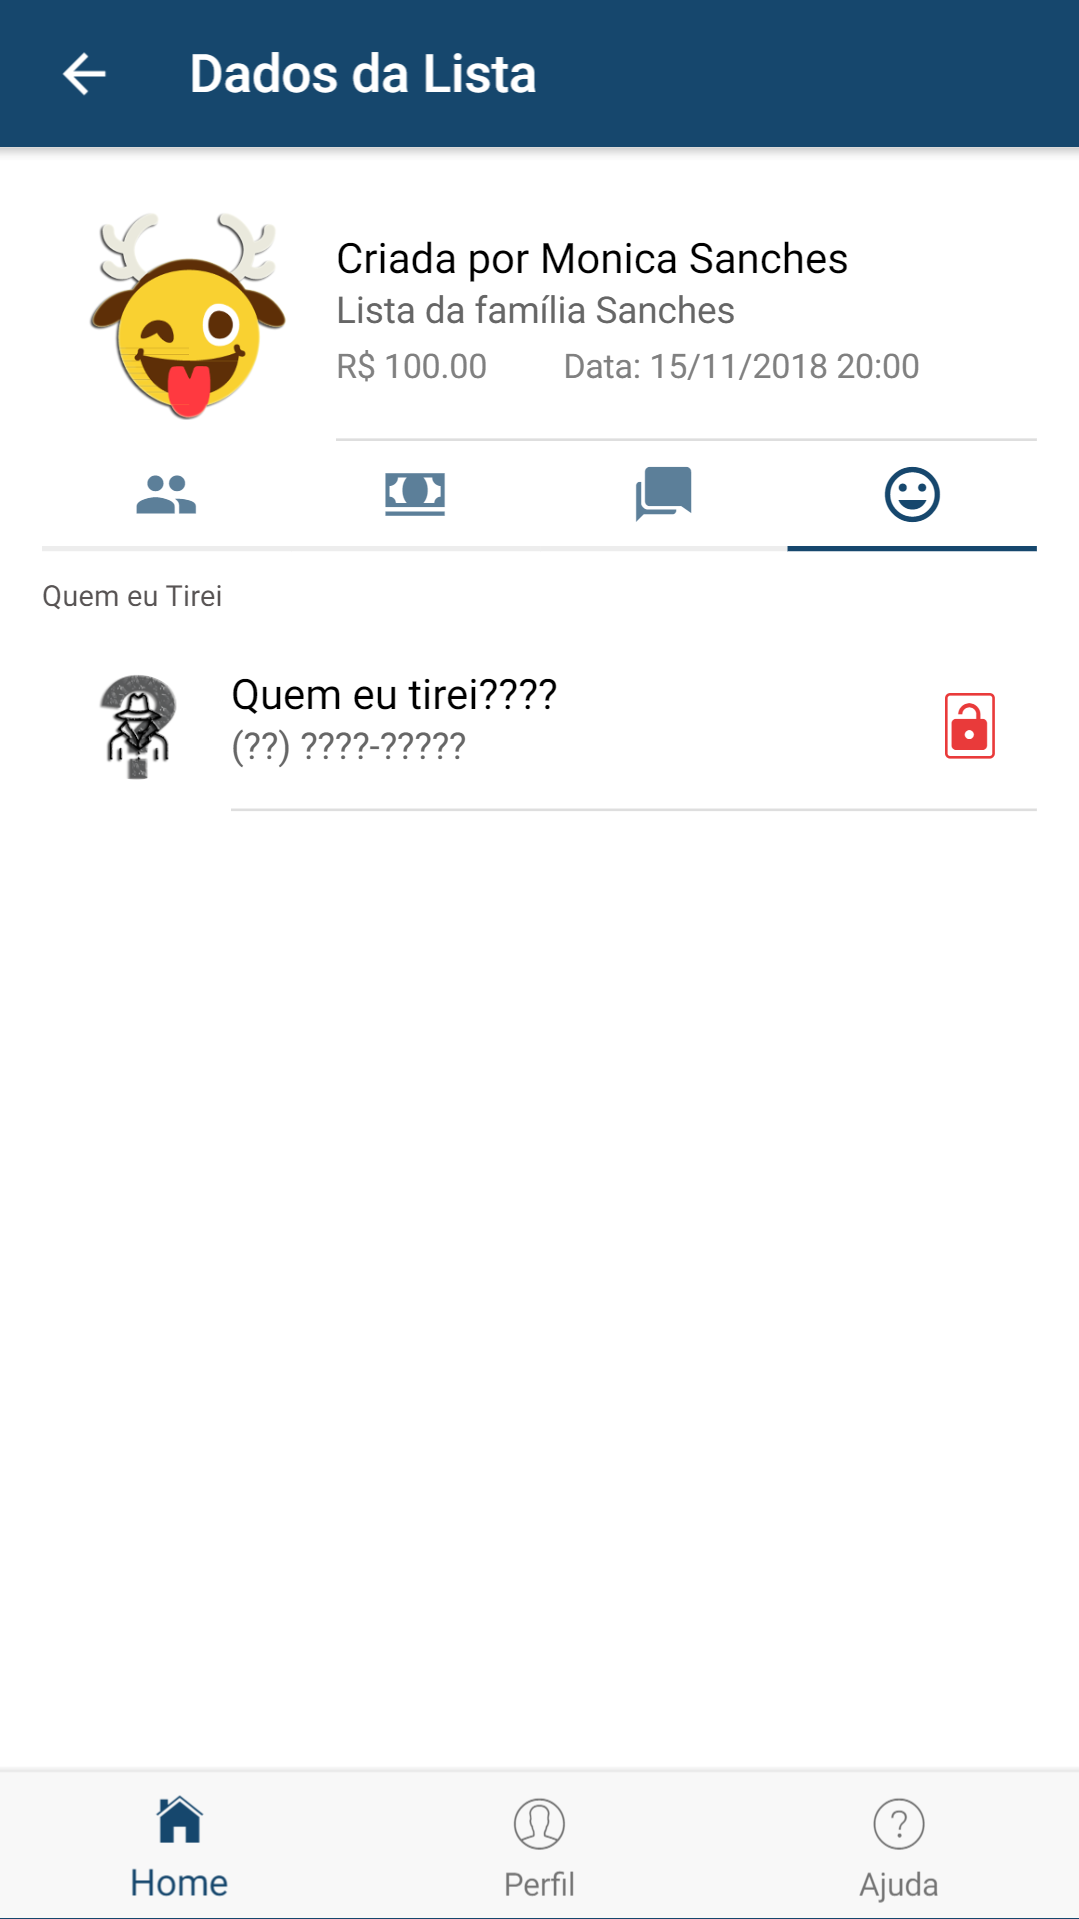 Dados da Lista
Criada por Monica Sanches
Lista da família Sanches
R$ 100.00 Data: 15/11/2018 20:00
Quem eu Tirei
Quem eu tirei????
(??) ????-?????
Home Perfil Ajuda